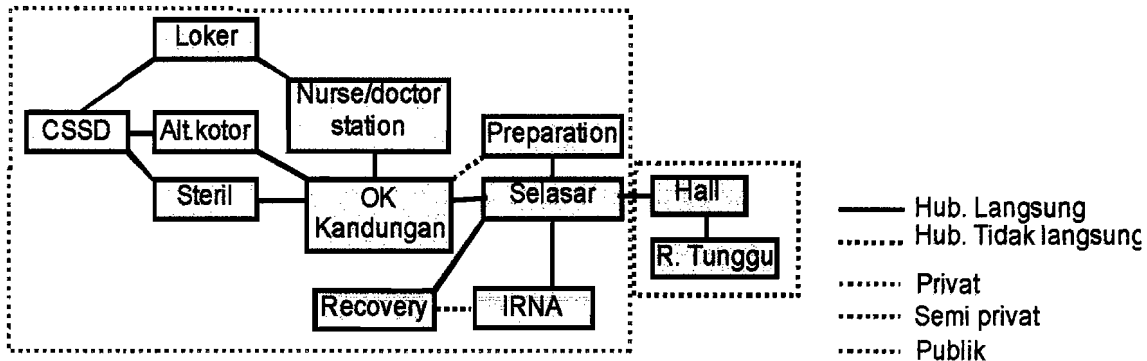 Loker
Nurse/doctor
station
CSSD
Alt.kotor
Preparation
Steril
OK
Kandungan
Selasar
Hall
R. Tunggu
Recovery
IRNA
Hub. Langsung
Hub. Tidak langsung
Privat
Semi privat
Publik